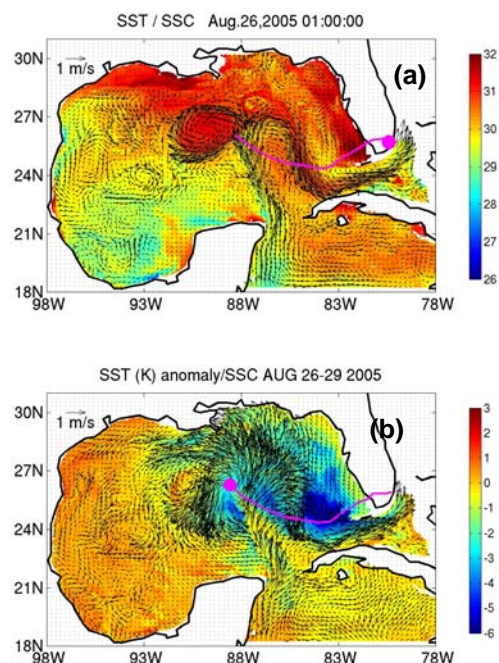 SST / SSC Aug.26,2005 01:00:00
30N
27N
24N
21N
18N
1 m/s
(a)
98W 93W 88W 83W 78W
32
31
30
29
28
27
26
SST (K) anomaly/SSC AUG 26-29 2005
30N
27N
24N
21N
18N
1 m/s
(b)
98W 93W 88W 83W 78W
3
2
1
0
-1
-2
-3
-4
-5
-6